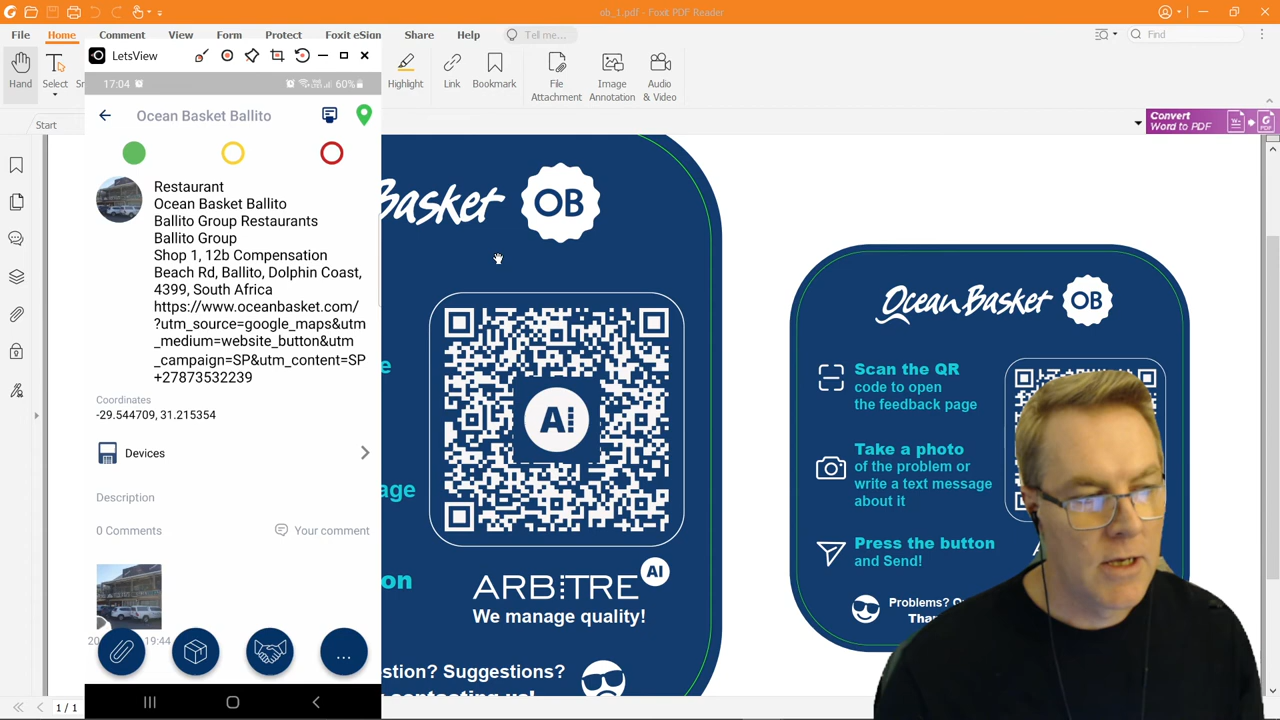 ob_1.pdf - Foxit PDF Reader
File Home Comment View Form Protect Foxit eSign Share Help Tell me... Find
Hand Select Highlight Link Bookmark File Attachment Image Annotation Audio & Video
Start
Convert
Word to PDF
LetsView
17:04 60%
Ocean Basket Ballito
Restaurant
Ocean Basket Ballito
Ballito Group Restaurants
Ballito Group
Shop 1, 12b Compensation
Beach Rd, Ballito, Dolphin Coast,
4399, South Africa
https://www.oceanbasket.com/
?utm_source=google_maps&utm
_medium=website_button&utm
_campaign=SP&utm_content=SP
+27873532239
Coordinates
-29.544709, 31.215354
Devices
Description
0 Comments Your comment
19:44
...
Basket OB
AI
ARBITRE AI
We manage quality!
stion? Suggestions?
contacting us!
Ocean Basket OB
Scan the QR
code to open
the feedback page
Take a photo
of the problem or
write a text message
about it
Press the button
and Send!
Problems?
1 / 1